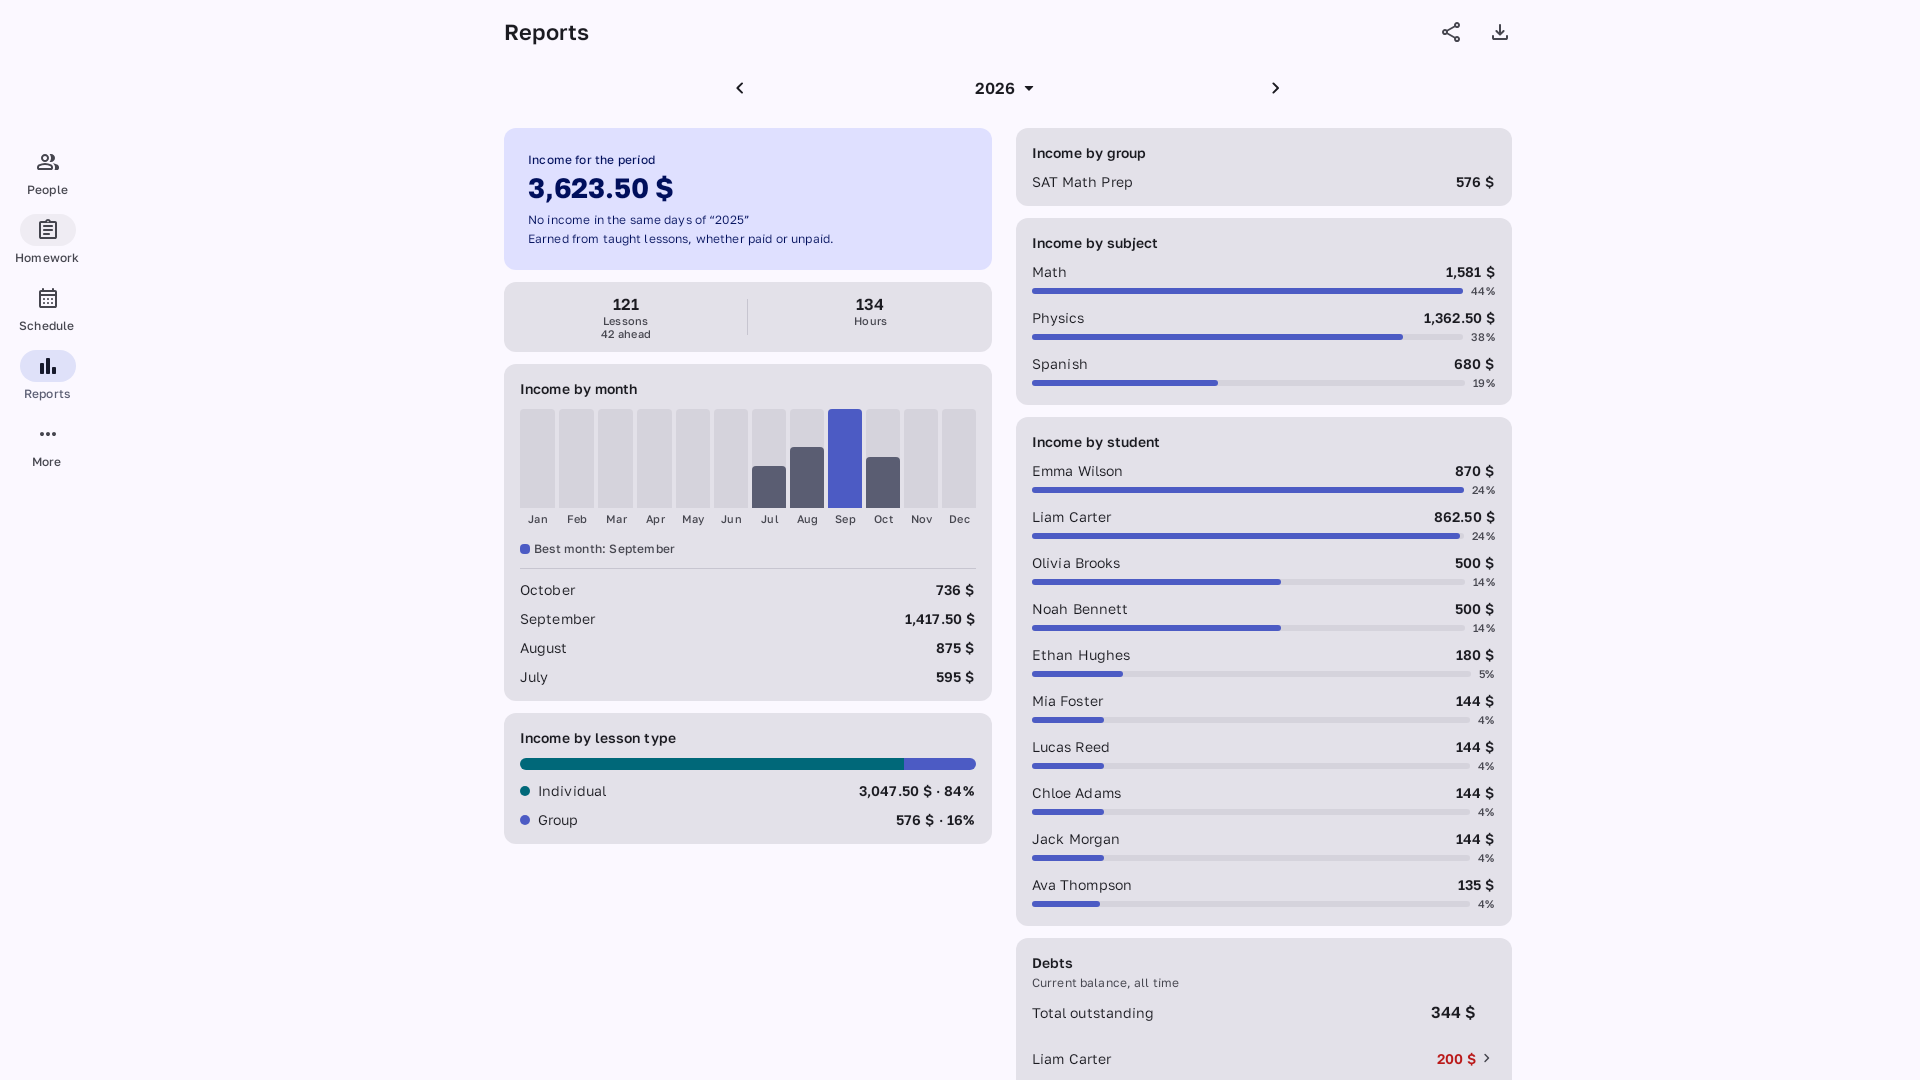 Reports
2026
People
Homework
Schedule
Reports
More
Income for the period
3,623.50 $
No income in the same days of “2025”
Earned from taught lessons, whether paid or unpaid.
121
Lessons
42 ahead
134
Hours
Income by month
Jan Feb Mar Apr May Jun Jul Aug Sep Oct Nov Dec
Best month: September
October 736 $
September 1,417.50 $
August 875 $
July 595 $
Income by lesson type
Individual 3,047.50 $ · 84%
Group 576 $ · 16%
Income by group
SAT Math Prep 576 $
Income by subject
Math 1,581 $
44%
Physics 1,362.50 $
38%
Spanish 680 $
19%
Income by student
Emma Wilson 870 $
24%
Liam Carter 862.50 $
24%
Olivia Brooks 500 $
14%
Noah Bennett 500 $
14%
Ethan Hughes 180 $
5%
Mia Foster 144 $
4%
Lucas Reed 144 $
4%
Chloe Adams 144 $
4%
Jack Morgan 144 $
4%
Ava Thompson 135 $
4%
Debts
Current balance, all time
Total outstanding 344 $
Liam Carter 200 $